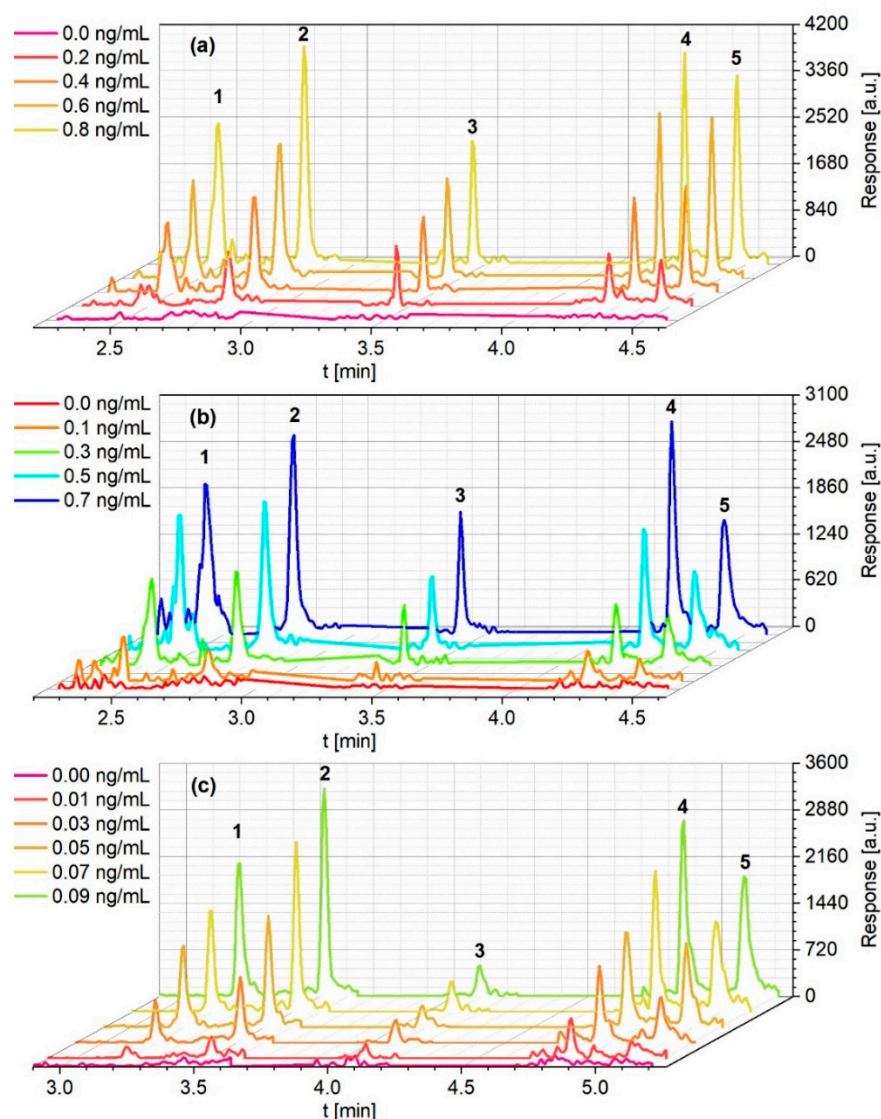 (a)
0.0 ng/mL
0.2 ng/mL
0.4 ng/mL
0.6 ng/mL
0.8 ng/mL
1
2
3
4
5
4200
3360
2520
1680
840
0
Response [a.u.]
2.5 3.0 3.5 4.0 4.5
t [min]
(b)
0.0 ng/mL
0.1 ng/mL
0.3 ng/mL
0.5 ng/mL
0.7 ng/mL
1
2
3
4
5
3100
2480
1860
1240
620
0
Response [a.u.]
2.5 3.0 3.5 4.0 4.5
t [min]
(c)
0.00 ng/mL
0.01 ng/mL
0.03 ng/mL
0.05 ng/mL
0.07 ng/mL
0.09 ng/mL
1
2
3
4
5
3600
2880
2160
1440
720
0
Response [a.u.]
3.0 3.5 4.0 4.5 5.0
t [min]